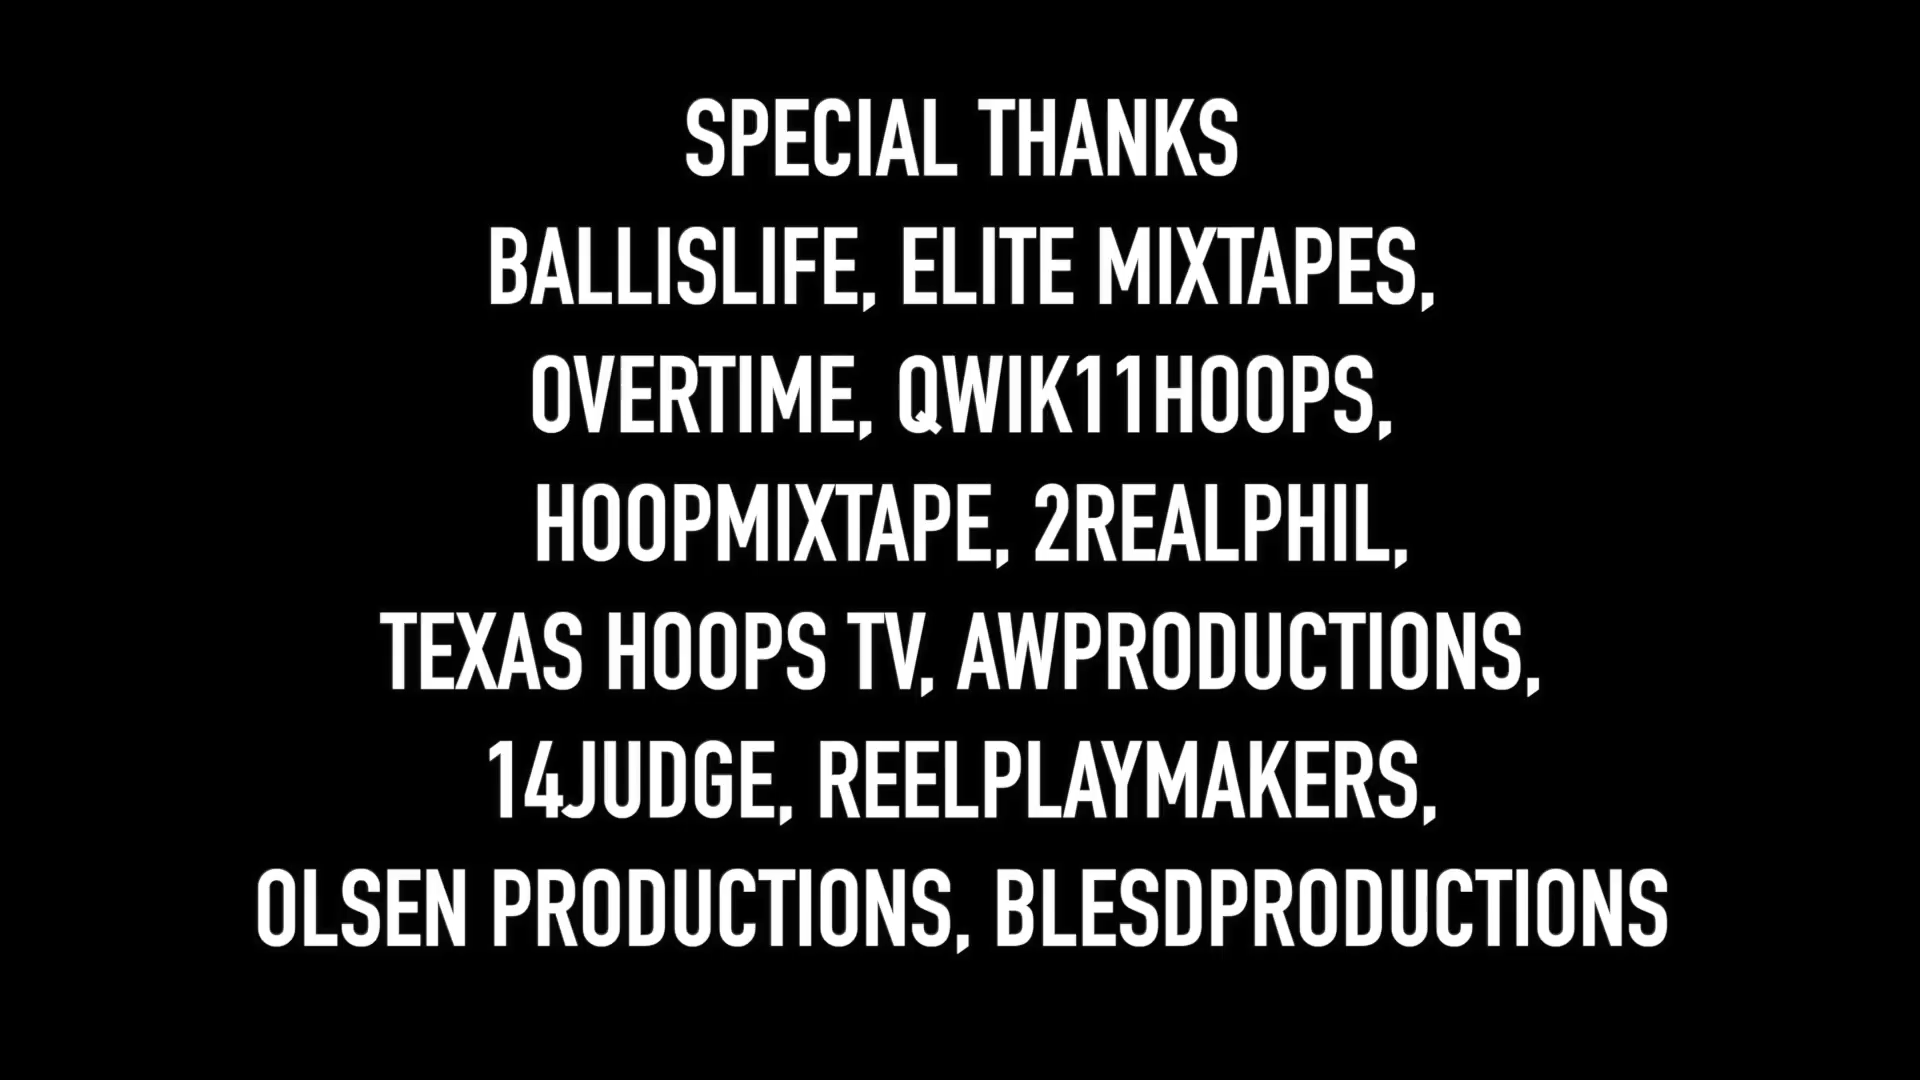 SPECIAL THANKS
BALLISLIFE, ELITE MIXTAPES,
OVERTIME, QWIK11HOOPS,
HOOPMIXTAPE, 2REALPHIL,
TEXAS HOOPS TV, AWPRODUCTIONS,
14JUDGE, REELPLAYMAKERS,
OLSEN PRODUCTIONS, BLESDPRODUCTIONS